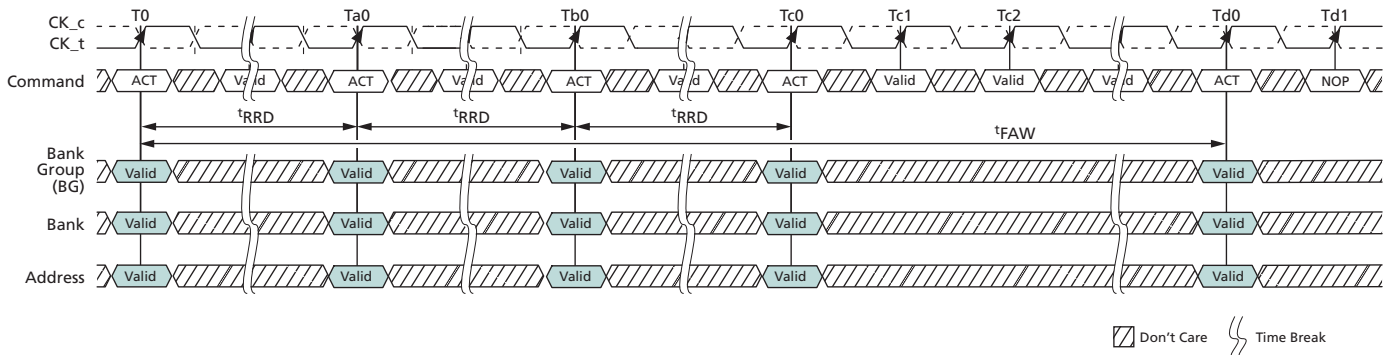 T0 Ta0 Tb0 Tc0 Tc1 Tc2 Td0 Td1
CK_c
CK_t
Command ACT Valid ACT Valid ACT Valid ACT Valid Valid Valid ACT NOP
tRRD tRRD tRRD
tFAW
Bank
Group
(BG)
Valid Valid Valid Valid Valid
Bank Valid Valid Valid Valid Valid
Address Valid Valid Valid Valid Valid
Don't Care Time Break